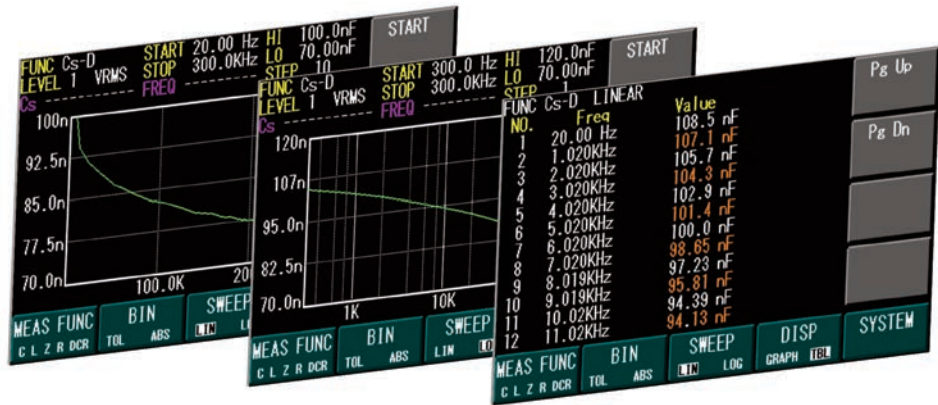 FUNC Cs-D START 20.00 Hz HI 100.0nF START
LEVEL 1 VRMS STOP 300.0KHz LO 70.00nF
Cs FREQ STEP 10
100n
92.5n
85.0n
77.5n
70.0n
100.0K 20
MEAS FUNC BIN SWEEP
C L Z R DCR TOL ABS LIN
FUNC Cs-D START 300.0 Hz HI 120.0nF START
LEVEL 1 VRMS STOP 300.0KHz LO 70.00nF
Cs FREQ STEP 1
120n
107n
95.0n
82.5n
70.0n
1K 10K
MEAS FUNC BIN SWEEP
C L Z R DCR TOL ABS LIN
FUNC Cs-D LINEAR Pg Up
NO. Freq Value
1 20.00 Hz 108.5 nF
2 1.020KHz 107.1 nF
3 2.020KHz 105.7 nF
4 3.020KHz 104.3 nF
5 4.020KHz 102.9 nF
6 5.020KHz 101.4 nF
7 6.020KHz 100.0 nF
8 7.020KHz 98.65 nF
9 8.019KHz 97.23 nF
10 9.019KHz 95.81 nF
11 10.02KHz 94.39 nF
12 11.02KHz 94.13 nF
Pg Dn
MEAS FUNC BIN SWEEP DISP SYSTEM
C L Z R DCR TOL ABS LIN LOG GRAPH TBL